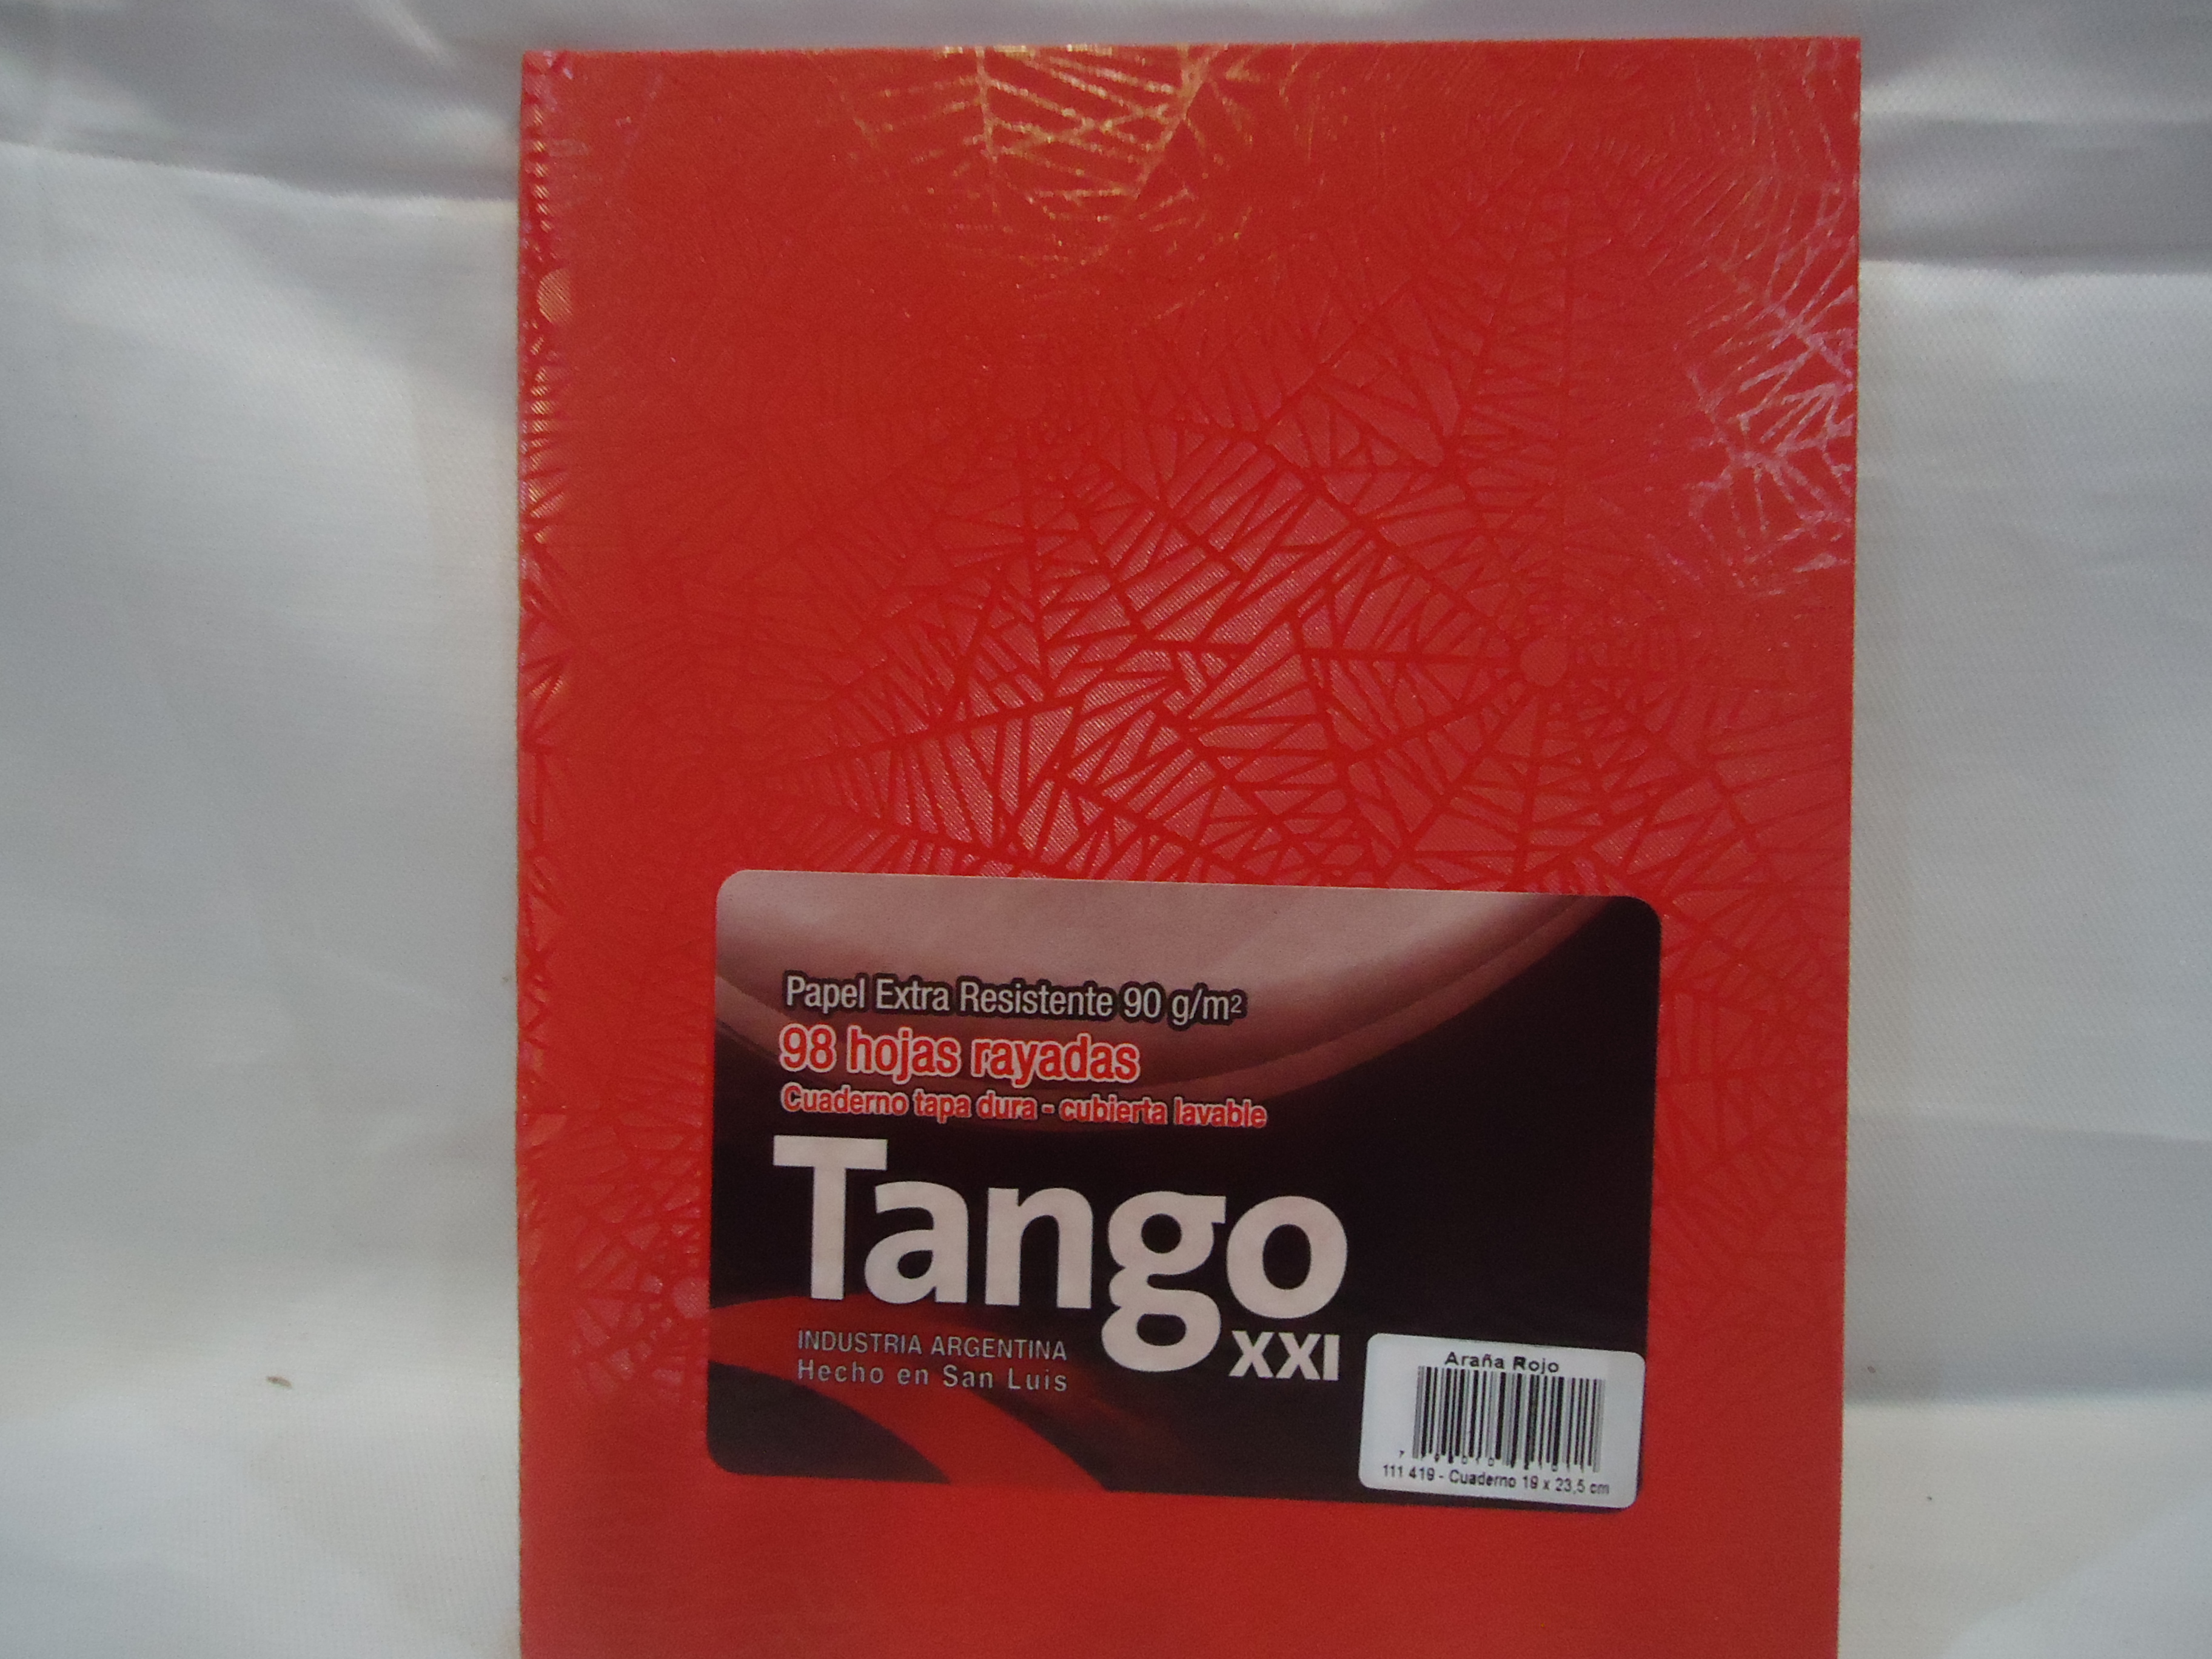 Papel Extra Resistente 90 g/m²
98 hojas rayadas
Cuaderno tapa dura - cubierta lavable
Tango
XXI
INDUSTRIA ARGENTINA
Hecho en San Luis
Araña Rojo
111 419 - Cuaderno 19 x 23,5 cm